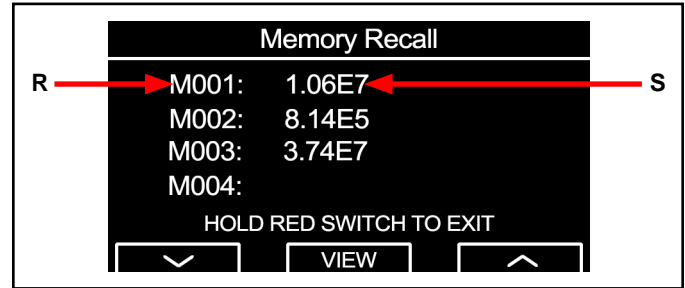 Memory Recall
R M001: 1.06E7 S
M002: 8.14E5
M003: 3.74E7
M004:
HOLD RED SWITCH TO EXIT
VIEW